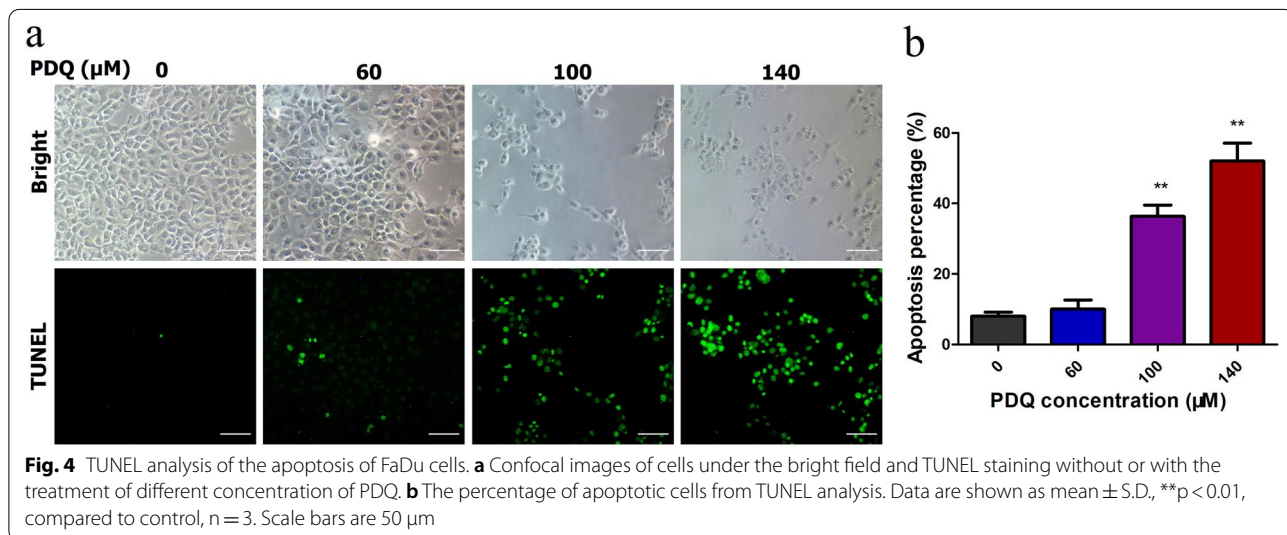 a
PDQ (µM) 0 60 100 140
Bright
TUNEL
b
Apoptosis percentage (%)
60
40
20
0
** **
0 60 100 140
PDQ concentration (µM)
Fig. 4 TUNEL analysis of the apoptosis of FaDu cells. a Confocal images of cells under the bright field and TUNEL staining without or with the
treatment of different concentration of PDQ. b The percentage of apoptotic cells from TUNEL analysis. Data are shown as mean ± S.D., **p < 0.01,
compared to control, n = 3. Scale bars are 50 µm